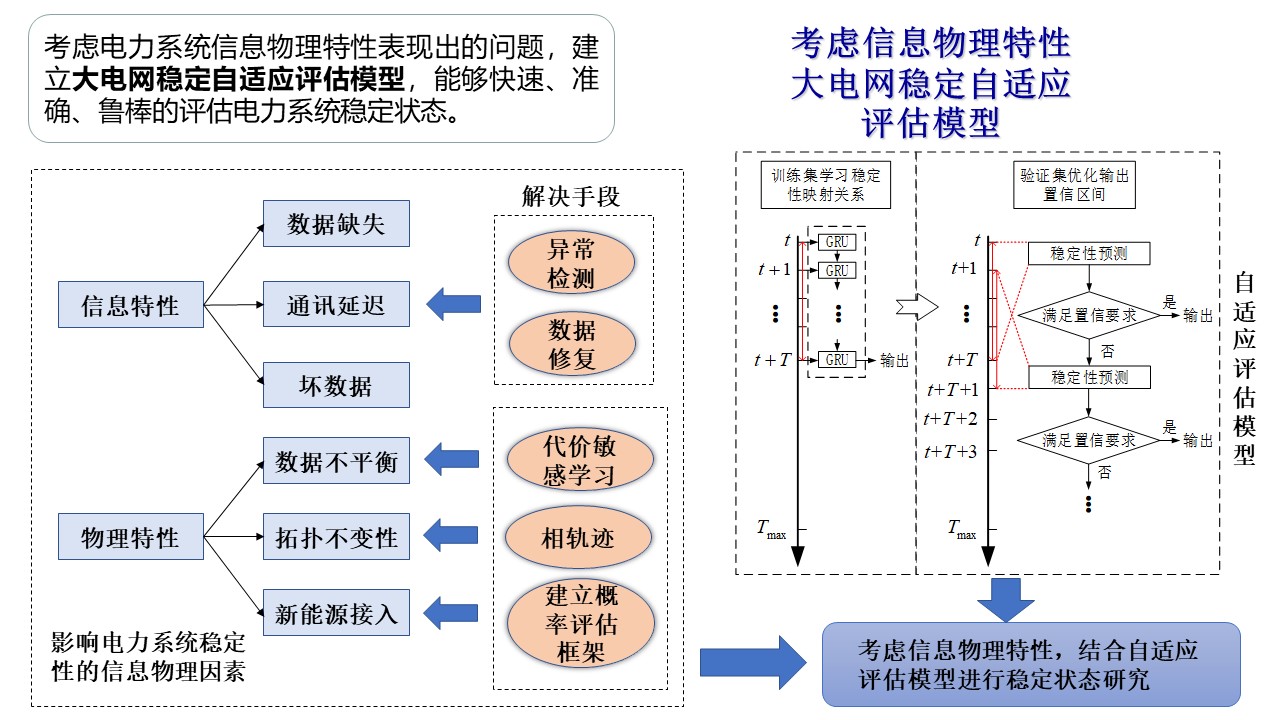 考虑电力系统信息物理特性表现出的问题，建
立大电网稳定自适应评估模型，能够快速、准
确、鲁棒的评估电力系统稳定状态。
解决手段
信息特性
数据缺失
通讯延迟
坏数据
异常
检测
数据
修复
物理特性
数据不平衡
拓扑不变性
新能源接入
代价敏
感学习
相轨迹
建立概
率评估
框架
影响电力系统稳定
性的信息物理因素
考虑信息物理特性
大电网稳定自适应
评估模型
训练集学习稳定
性映射关系
t
t+1
t+T
Tmax
GRU
GRU
GRU
输出
验证集优化输出
置信区间
t
t+1
t+T
t+T+1
t+T+2
t+T+3
Tmax
稳定性预测
满足置信要求
是
输出
否
稳定性预测
满足置信要求
是
输出
否
自适应评估模型
考虑信息物理特性，结合自适应
评估模型进行稳定状态研究